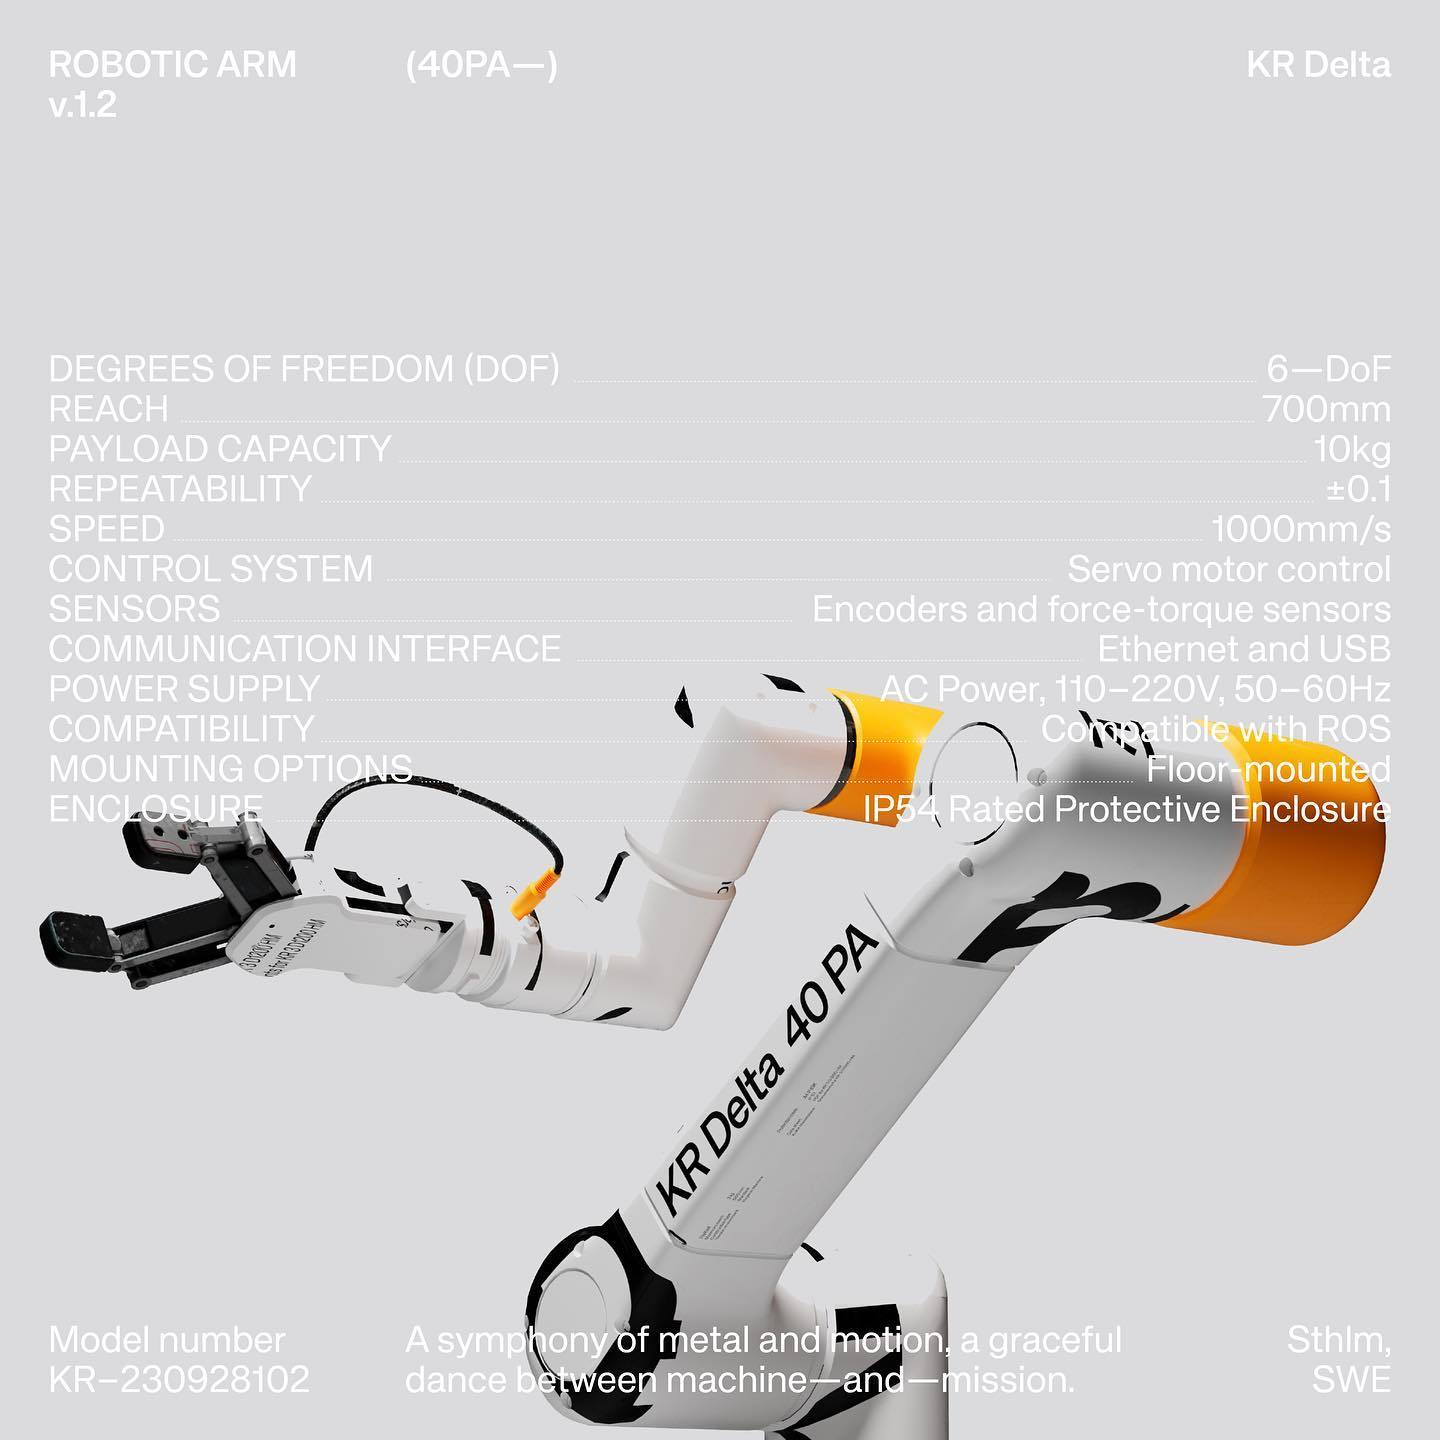 ROBOTIC ARM (40PA—) KR Delta
v.1.2
DEGREES OF FREEDOM (DOF) 6—DoF
REACH 700mm
PAYLOAD CAPACITY 10kg
REPEATABILITY ±0.1
SPEED 1000mm/s
CONTROL SYSTEM Servo motor control
SENSORS Encoders and force-torque sensors
COMMUNICATION INTERFACE Ethernet and USB
POWER SUPPLY AC Power, 110–220V, 50–60Hz
COMPATIBILITY Compatible with ROS
MOUNTING OPTIONS Floor-mounted
ENCLOSURE IP54 Rated Protective Enclosure
KR Delta 40 PA
Model number A symphony of metal and motion, a graceful Sthlm,
KR–230928102 dance between machine—and—mission. SWE